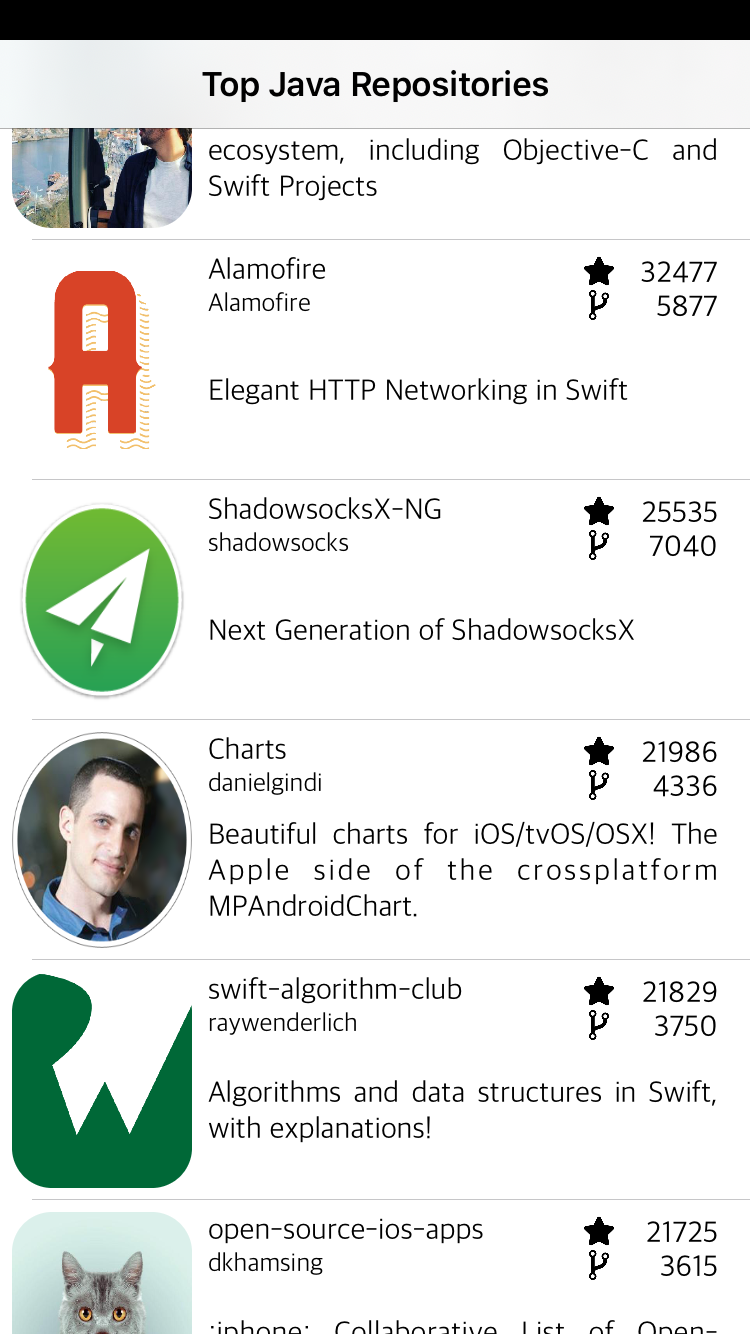 Top Java Repositories
ecosystem, including Objective-C and
Swift Projects
Alamofire
32477
Alamofire
5877
Elegant HTTP Networking in Swift
ShadowsocksX-NG
25535
shadowsocks
7040
Next Generation of ShadowsocksX
Charts
21986
danielgindi
4336
Beautiful charts for iOS/tvOS/OSX! The
Apple side of the crossplatform
MPAndroidChart.
swift-algorithm-club
21829
raywenderlich
3750
Algorithms and data structures in Swift,
with explanations!
open-source-ios-apps
21725
dkhamsing
3615
:iphone: Collaborative List of Open-